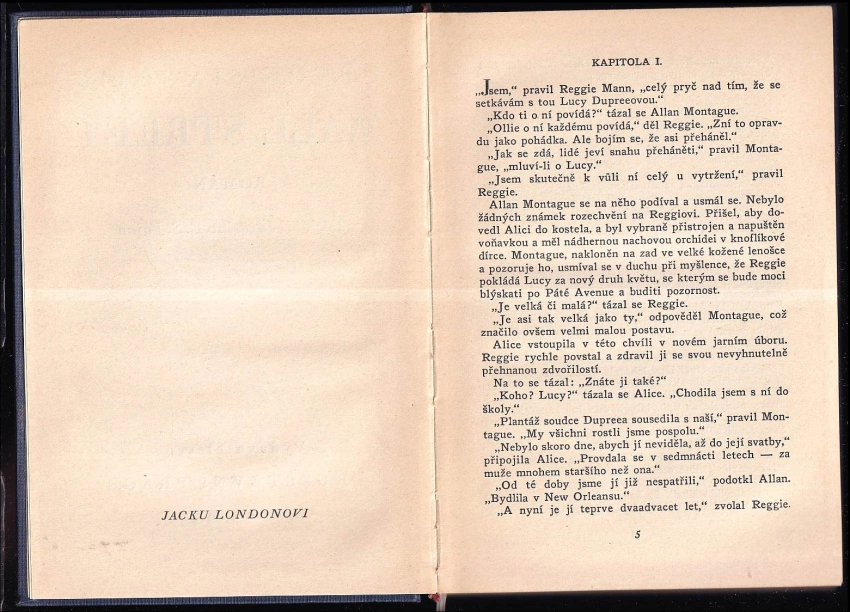 JACKU LONDONOVI
KAPITOLA I.
„Jsem,“ pravil Reggie Mann, „celý pryč nad tím, že se
setkávám s tou Lucy Dupreeovou.“
„Kdo ti o ní povídá?“ tázal se Allan Montague.
„Ollie o ní každému povídá,“ děl Reggie. „Zní to oprav-
du jako pohádka. Ale bojím se, že asi přeháněl.“
„Jak se zdá, lidé jeví snahu přeháněti,“ pravil Monta-
gue, „mluví-li o Lucy.“
„Jsem skutečně k vůli ní celý u vytržení,“ pravil
Reggie.
Allan Montague se na něho podíval a usmál se. Nebylo
žádných známek rozechvění na Reggiovi. Přišel, aby do-
vedl Alici do kostela, a byl vybraně přistrojen a napuštěn
voňavkou a měl nádhernou nachovou orchidei v knoflíkové
dírce. Montague, nakloněn na zad ve velké kožené lenošce
a pozoruje ho, usmíval se v duchu při myšlence, že Reggie
pokládá Lucy za nový druh květu, se kterým se bude moci
blýskati po Páté Avenue a buditi pozornost.
„Je velká či malá?“ tázal se Reggie.
„Je asi tak velká jako ty,“ odpověděl Montague, což
značilo ovšem velmi malou postavu.
Alice vstoupila v této chvíli v novém jarním úboru.
Reggie rychle povstal a zdravil ji se svou nevyhnutelně
přehnanou zdvořilostí.
Na to se tázal: „Znáte ji také?“
„Koho? Lucy?“ tázala se Alice. „Chodila jsem s ní do
školy.“
„Plantáž soudce Dupreea sousedila s naší,“ pravil Mon-
tague. „My všichni rostli jsme pospolu.“
„Nebylo skoro dne, abych jí neviděla, až do její svatby,“
připojila Alice. „Provdala se v sedmnácti letech — za
muže mnohem staršího než ona.“
„Od té doby jsme jí již nespatřili,“ podotkl Allan.
„Bydlila v New Orleansu.“
„A nyní je jí teprve dvaadvacet let,“ zvolal Reggie.
5